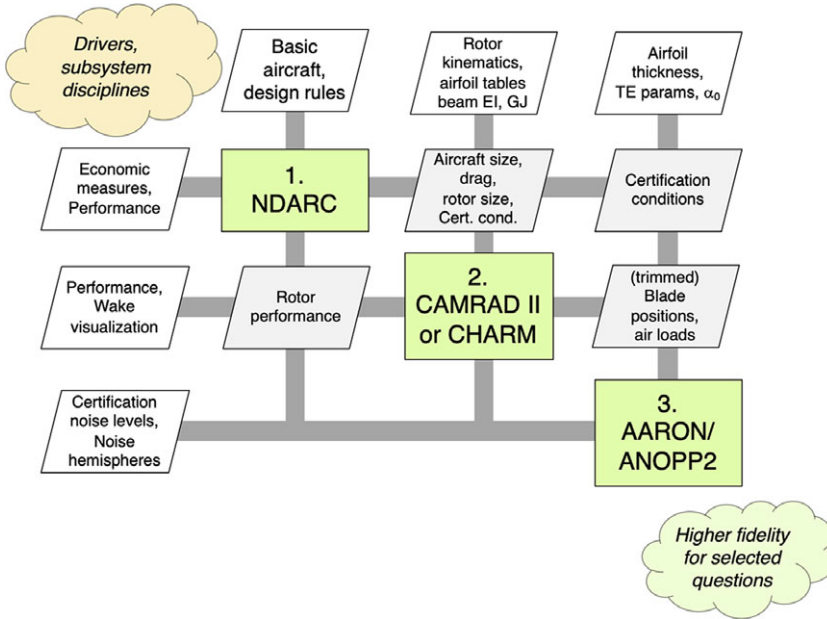 Drivers,
subsystem
disciplines
Basic
aircraft,
design rules
Rotor
kinematics,
airfoil tables
beam EI, GJ
Airfoil
thickness,
TE params, α₀
Economic
measures,
Performance
1.
NDARC
Aircraft size,
drag,
rotor size,
Cert. cond.
Certification
conditions
Performance,
Wake
visualization
Rotor
performance
2.
CAMRAD II
or CHARM
(trimmed)
Blade
positions,
air loads
Certification
noise levels,
Noise
hemispheres
3.
AARON/
ANOPP2
Higher fidelity
for selected
questions